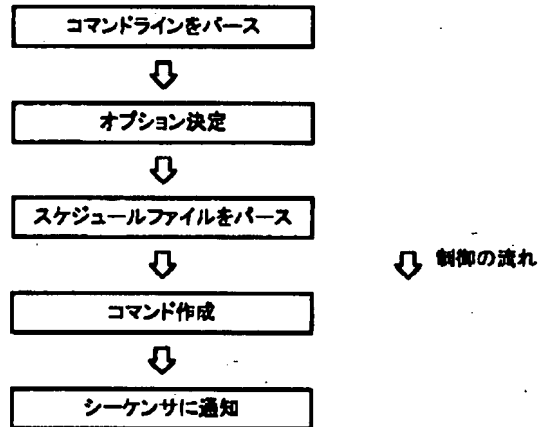 コマンドラインをパース
オプション決定
スケジュールファイルをパース
制御の流れ
コマンド作成
シーケンサに通知